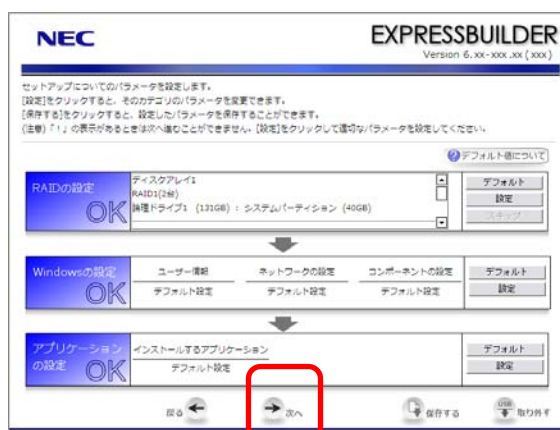 NEC
EXPRESSBUILDER
Version 6.xx-xxx.xx (xxx)
セットアップについてのパラメータを設定します。
[設定]をクリックすると、そのカテゴリのパラメータを変更できます。
[保存する]をクリックすると、設定したパラメータを保存することができます。
(注意)「！」の表示があるときは次へ進むことができません。[設定]をクリックして適切なパラメータを設定してください。
デフォルト値について
RAIDの設定
OK
ディスクアレイ1
RAID1(2台)
論理ドライブ1 (131GB) : システムパーティション (40GB)
デフォルト
設定
スキップ
Windowsの設定
OK
ユーザー情報
ネットワークの設定
コンポーネントの設定
デフォルト設定
デフォルト設定
デフォルト設定
デフォルト
設定
アプリケーション
の設定
OK
インストールするアプリケーション
デフォルト設定
デフォルト
設定
戻る
次へ
保存する
USB
取り外す